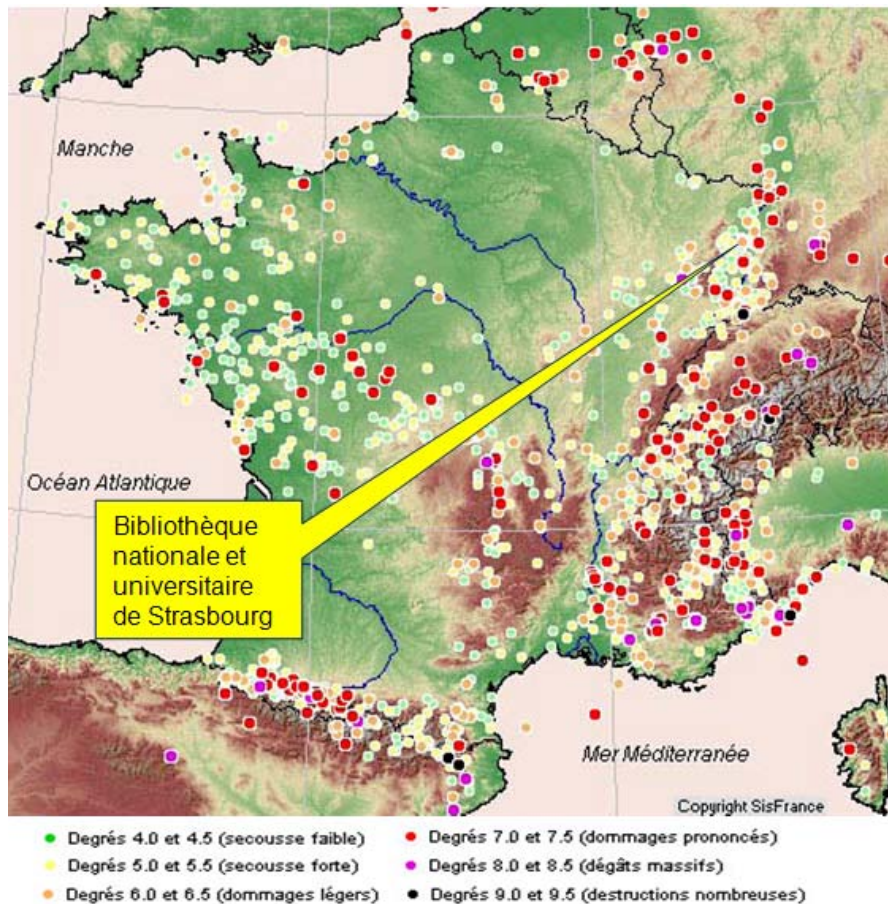 Manche
Océan Atlantique
Bibliothèque
nationale et
universitaire
de Strasbourg
Mer Méditerranée
Copyright SisFrance
Degrés 4.0 et 4.5 (secousse faible)
Degrés 5.0 et 5.5 (secousse forte)
Degrés 6.0 et 6.5 (dommages légers)
Degrés 7.0 et 7.5 (dommages prononcés)
Degrés 8.0 et 8.5 (dégâts massifs)
Degrés 9.0 et 9.5 (destructions nombreuses)